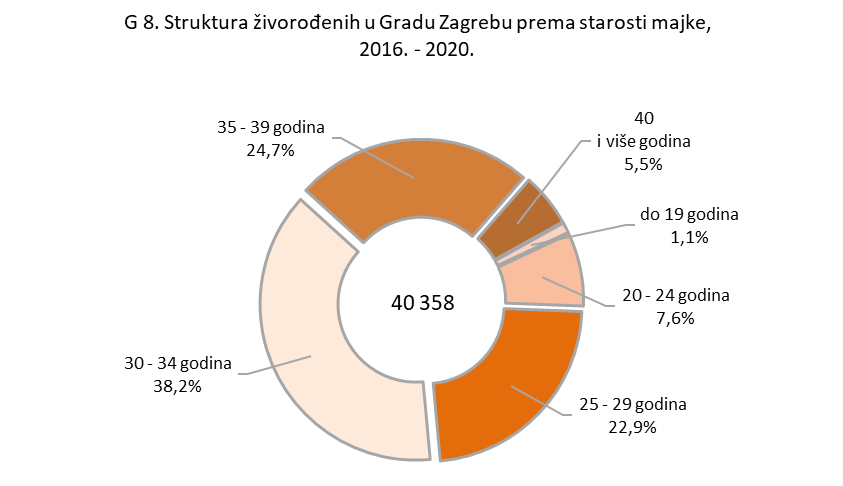 G 8. Struktura živorođenih u Gradu Zagrebu prema starosti majke,
2016. - 2020.
35 - 39 godina
24,7%
40
i više godina
5,5%
do 19 godina
1,1%
20 - 24 godina
7,6%
40 358
30 - 34 godina
38,2%
25 - 29 godina
22,9%